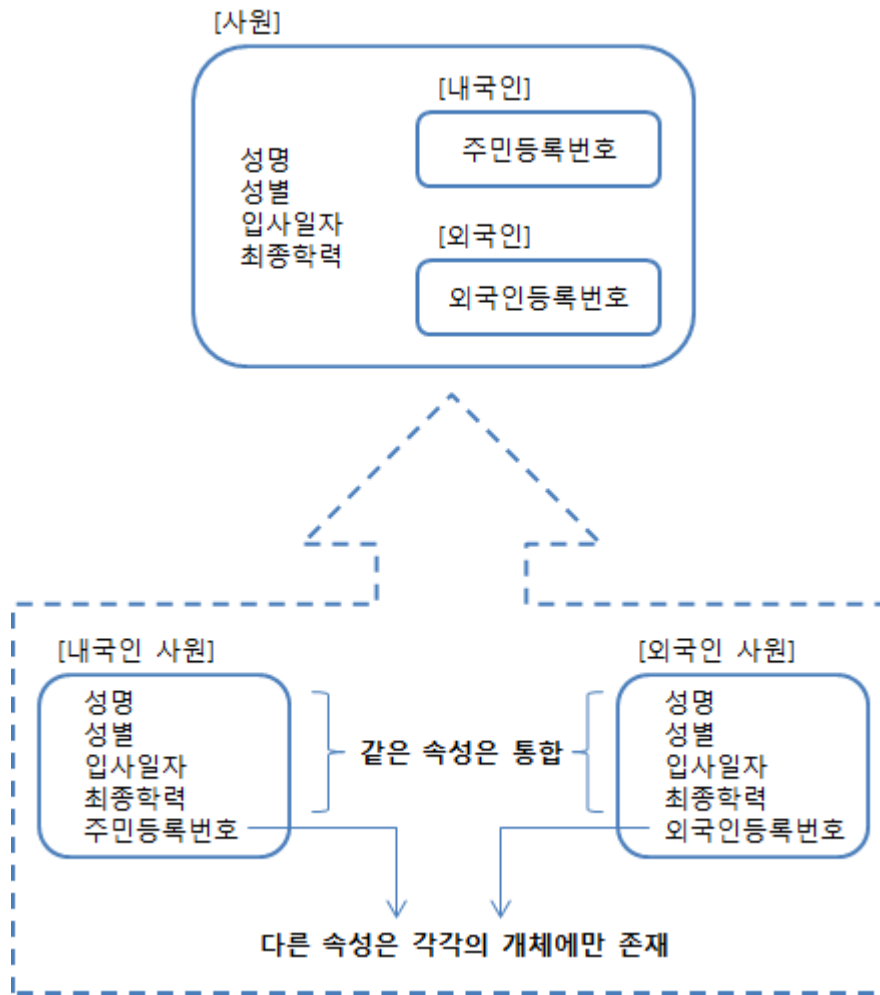 [사원]
[내국인]
주민등록번호
성명
성별
입사일자
최종학력
[외국인]
외국인등록번호
[내국인 사원]
성명
성별
입사일자
최종학력
주민등록번호
같은 속성은 통합
[외국인 사원]
성명
성별
입사일자
최종학력
외국인등록번호
다른 속성은 각각의 개체에만 존재